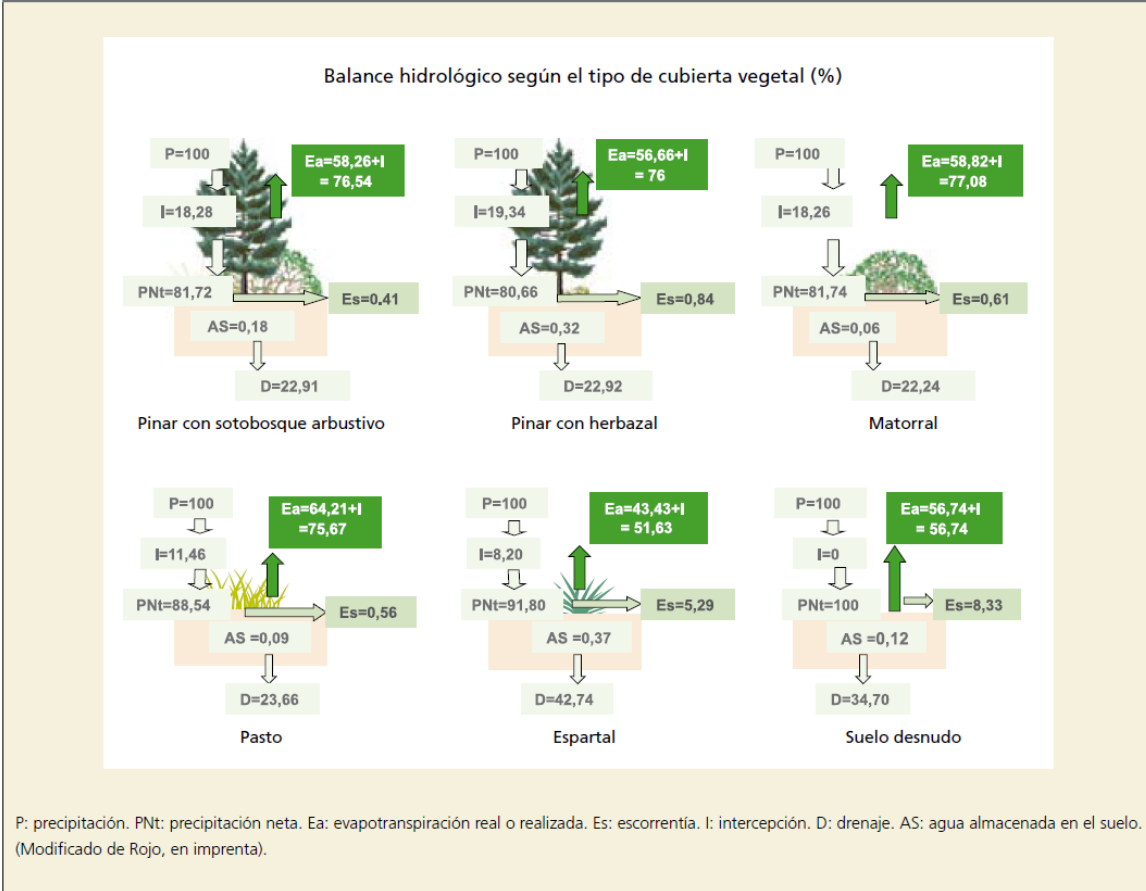 Balance hidrológico según el tipo de cubierta vegetal (%)
P=100
Ea=58,26+I
= 76,54
I=18,28
PNt=81,72
Es=0.41
AS=0,18
D=22,91
Pinar con sotobosque arbustivo
P=100
Ea=56,66+I
= 76
I=19,34
PNt=80,66
Es=0,84
AS=0,32
D=22,92
Pinar con herbazal
P=100
Ea=58,82+I
=77,08
I=18,26
PNt=81,74
Es=0,61
AS=0,06
D=22,24
Matorral
P=100
Ea=64,21+I
=75,67
I=11,46
PNt=88,54
Es=0,56
AS =0,09
D=23,66
Pasto
P=100
Ea=43,43+I
= 51,63
I=8,20
PNt=91,80
Es=5,29
AS =0,37
D=42,74
Espartal
P=100
Ea=56,74+I
= 56,74
I=0
PNt=100
Es=8,33
AS =0,12
D=34,70
Suelo desnudo
P: precipitación. PNt: precipitación neta. Ea: evapotranspiración real o realizada. Es: escorrentía. I: intercepción. D: drenaje. AS: agua almacenada en el suelo.
(Modificado de Rojo, en imprenta).